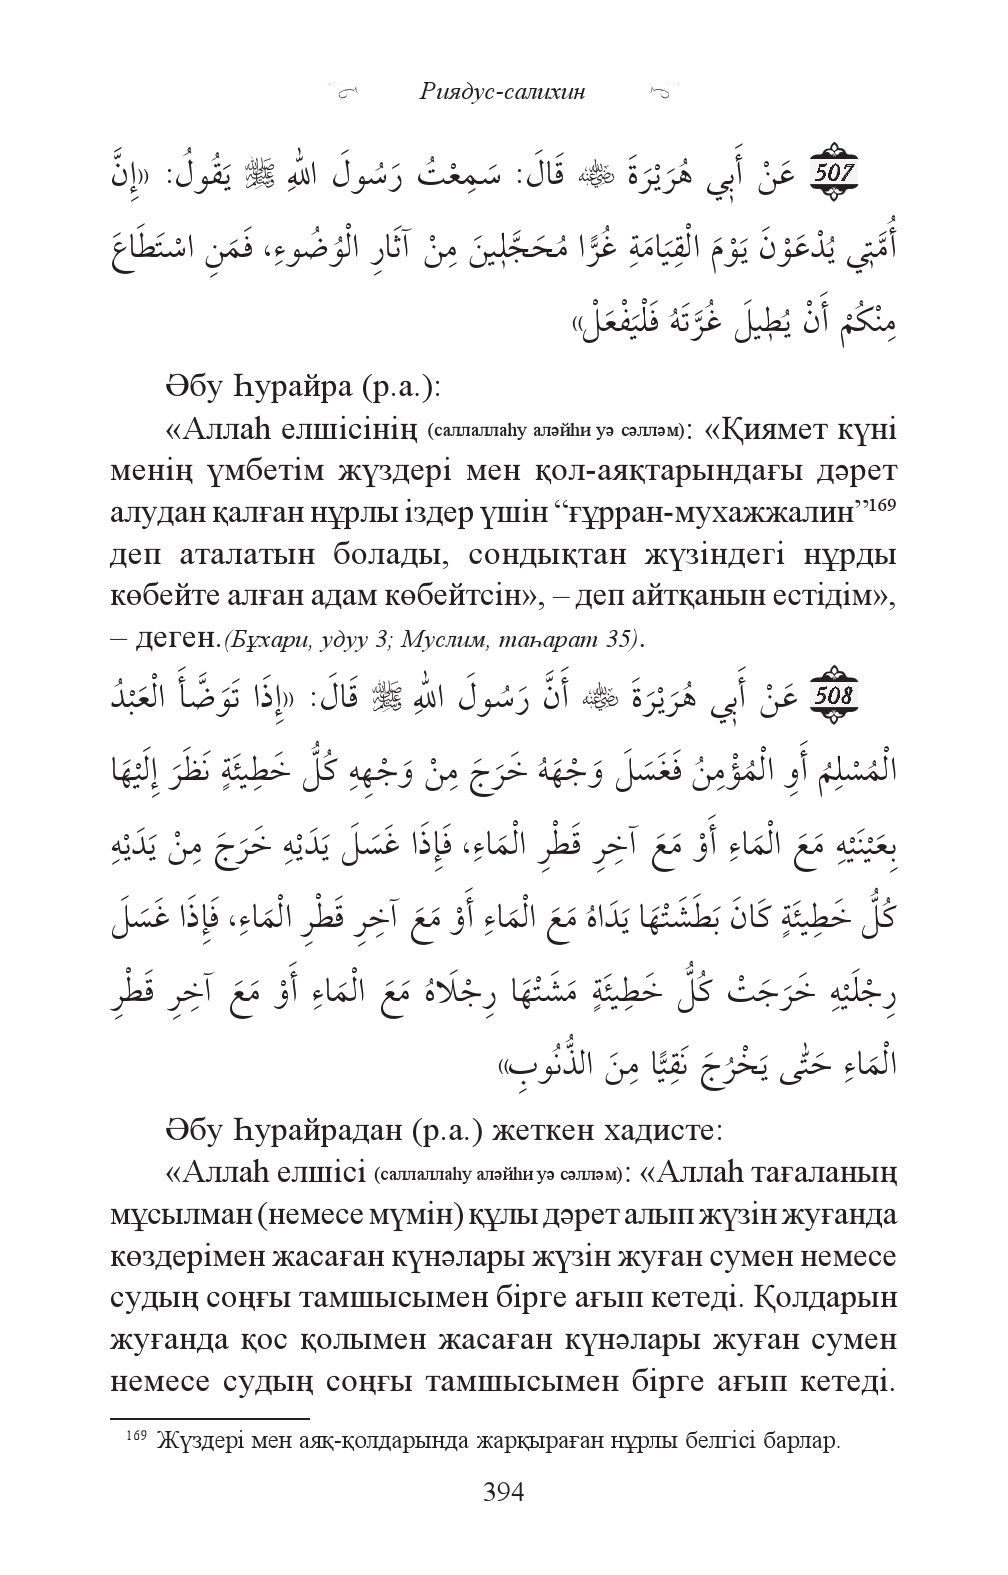 Риядус-салихин
507 عَنْ أَبِي هُرَيْرَةَ ﵁ قَالَ: سَمِعْتُ رَسُولَ اللهِ ﷺ يَقُولُ: «إِنَّ
أُمَّتِي يُدْعَوْنَ يَوْمَ الْقِيَامَةِ غُرًّا مُحَجَّلِينَ مِنْ آثَارِ الْوُضُوءِ، فَمَنِ اسْتَطَاعَ
مِنْكُمْ أَنْ يُطِيلَ غُرَّتَهُ فَلْيَفْعَلْ»
Әбу Һурайра (р.а.):
«Аллаһ елшісінің (саллаллаһу аләйһи уә сәлләм): «Қиямет күні
менің үмбетім жүздері мен қол-аяқтарындағы дәрет
алудан қалған нұрлы іздер үшін “ғұрран-мухажжалин”169
деп аталатын болады, сондықтан жүзіндегі нұрды
көбейте алған адам көбейтсін», – деп айтқанын естідім»,
– деген.(Бұхари, удуу 3; Муслим, таһарат 35).
508 عَنْ أَبِي هُرَيْرَةَ ﵁ أَنَّ رَسُولَ اللهِ ﷺ قَالَ: «إِذَا تَوَضَّأَ الْعَبْدُ
الْمُسْلِمُ أَوِ الْمُؤْمِنُ فَغَسَلَ وَجْهَهُ خَرَجَ مِنْ وَجْهِهِ كُلُّ خَطِيئَةٍ نَظَرَ إِلَيْهَا
بِعَيْنَيْهِ مَعَ الْمَاءِ أَوْ مَعَ آخِرِ قَطْرِ الْمَاءِ، فَإِذَا غَسَلَ يَدَيْهِ خَرَجَ مِنْ يَدَيْهِ
كُلُّ خَطِيئَةٍ كَانَ بَطَشَتْهَا يَدَاهُ مَعَ الْمَاءِ أَوْ مَعَ آخِرِ قَطْرِ الْمَاءِ، فَإِذَا غَسَلَ
رِجْلَيْهِ خَرَجَتْ كُلُّ خَطِيئَةٍ مَشَتْهَا رِجْلَاهُ مَعَ الْمَاءِ أَوْ مَعَ آخِرِ قَطْرِ
الْمَاءِ حَتَّى يَخْرُجَ نَقِيًّا مِنَ الذُّنُوبِ»
Әбу Һурайрадан (р.а.) жеткен хадисте:
«Аллаһ елшісі (саллаллаһу аләйһи уә сәлләм): «Аллаһ тағаланың
мұсылман (немесе мүмін) құлы дәрет алып жүзін жуғанда
көздерімен жасаған күнәлары жүзін жуған сумен немесе
судың соңғы тамшысымен бірге ағып кетеді. Қолдарын
жуғанда қос қолымен жасаған күнәлары жуған сумен
немесе судың соңғы тамшысымен бірге ағып кетеді.
169 Жүздері мен аяқ-қолдарында жарқыраған нұрлы белгісі барлар.
394